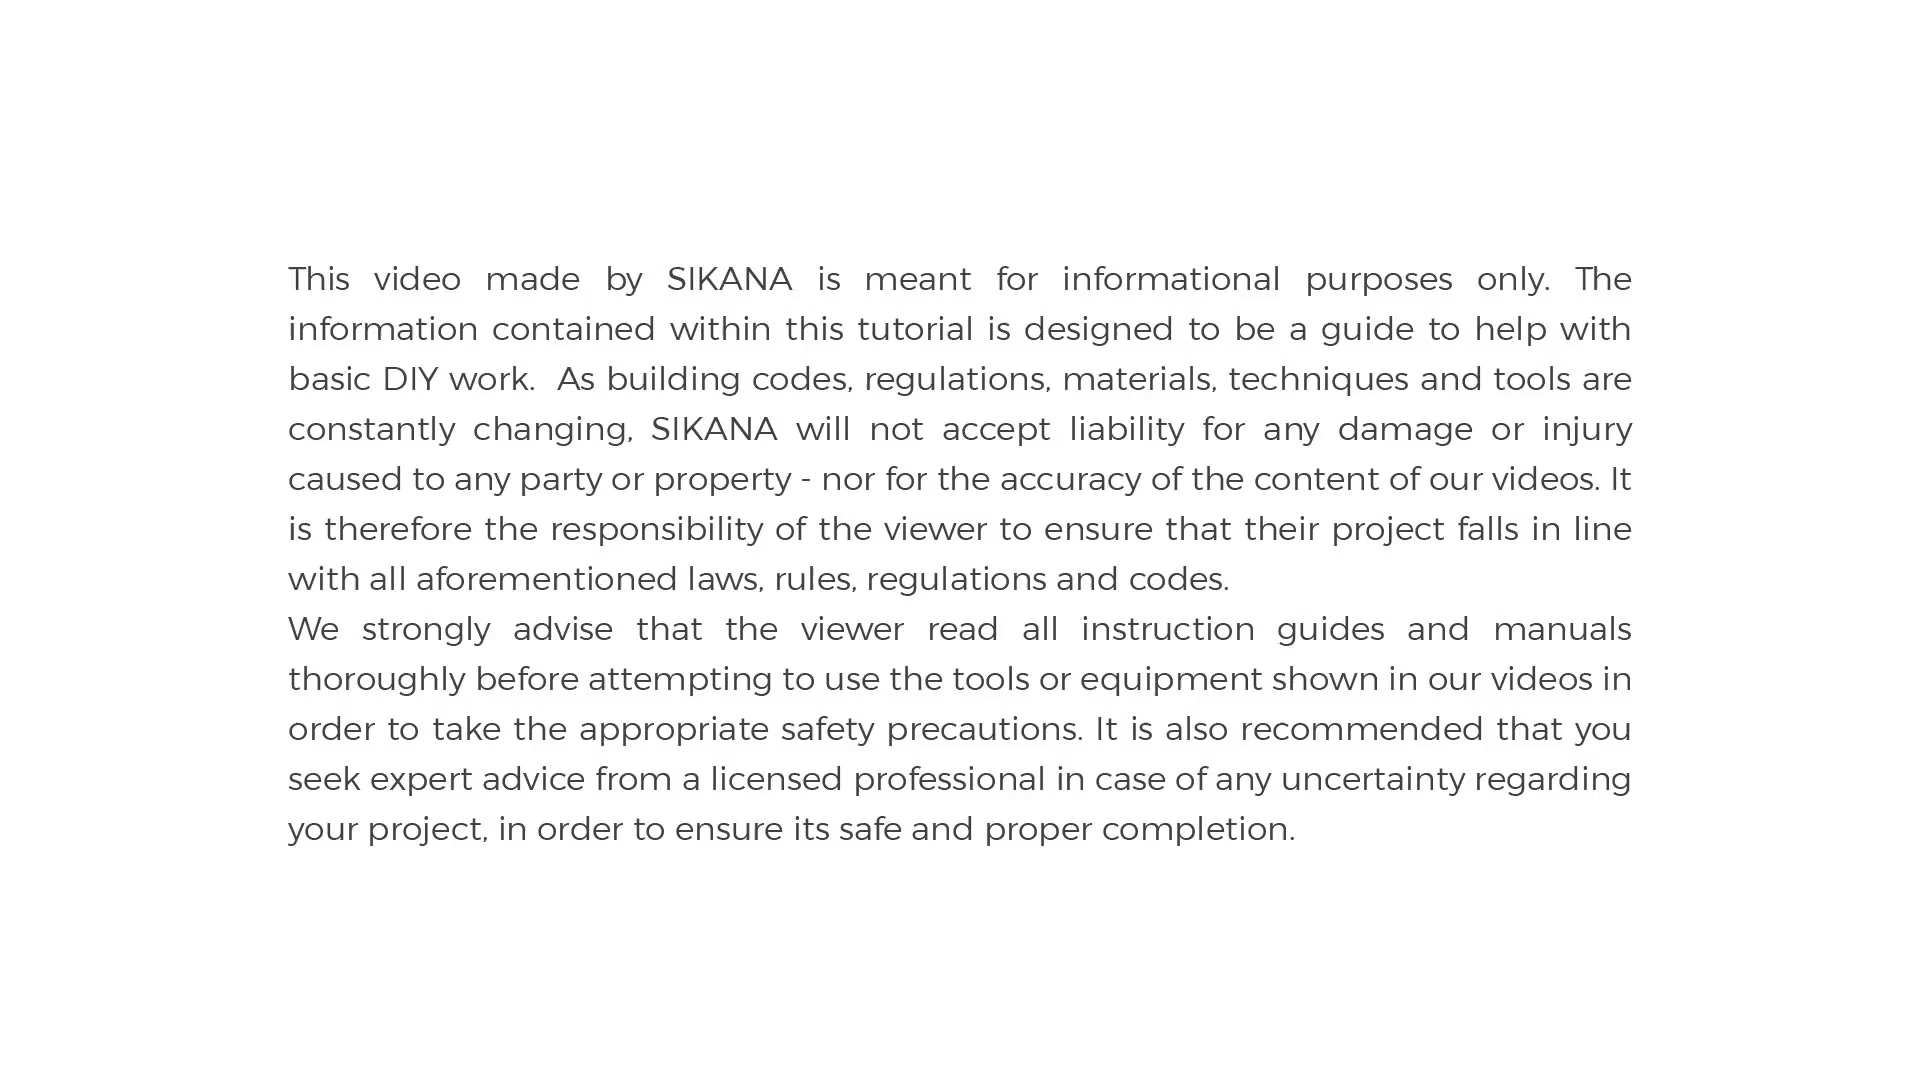 This video made by SIKANA is meant for informational purposes only. The
information contained within this tutorial is designed to be a guide to help with
basic DIY work.  As building codes, regulations, materials, techniques and tools are
constantly changing, SIKANA will not accept liability for any damage or injury
caused to any party or property - nor for the accuracy of the content of our videos. It
is therefore the responsibility of the viewer to ensure that their project falls in line
with all aforementioned laws, rules, regulations and codes.
We strongly advise that the viewer read all instruction guides and manuals
thoroughly before attempting to use the tools or equipment shown in our videos in
order to take the appropriate safety precautions. It is also recommended that you
seek expert advice from a licensed professional in case of any uncertainty regarding
your project, in order to ensure its safe and proper completion.